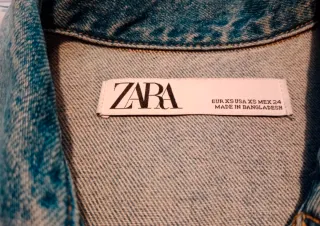 ZARA
EUR XS USA XS MEX 24
MADE IN BANGLADESH